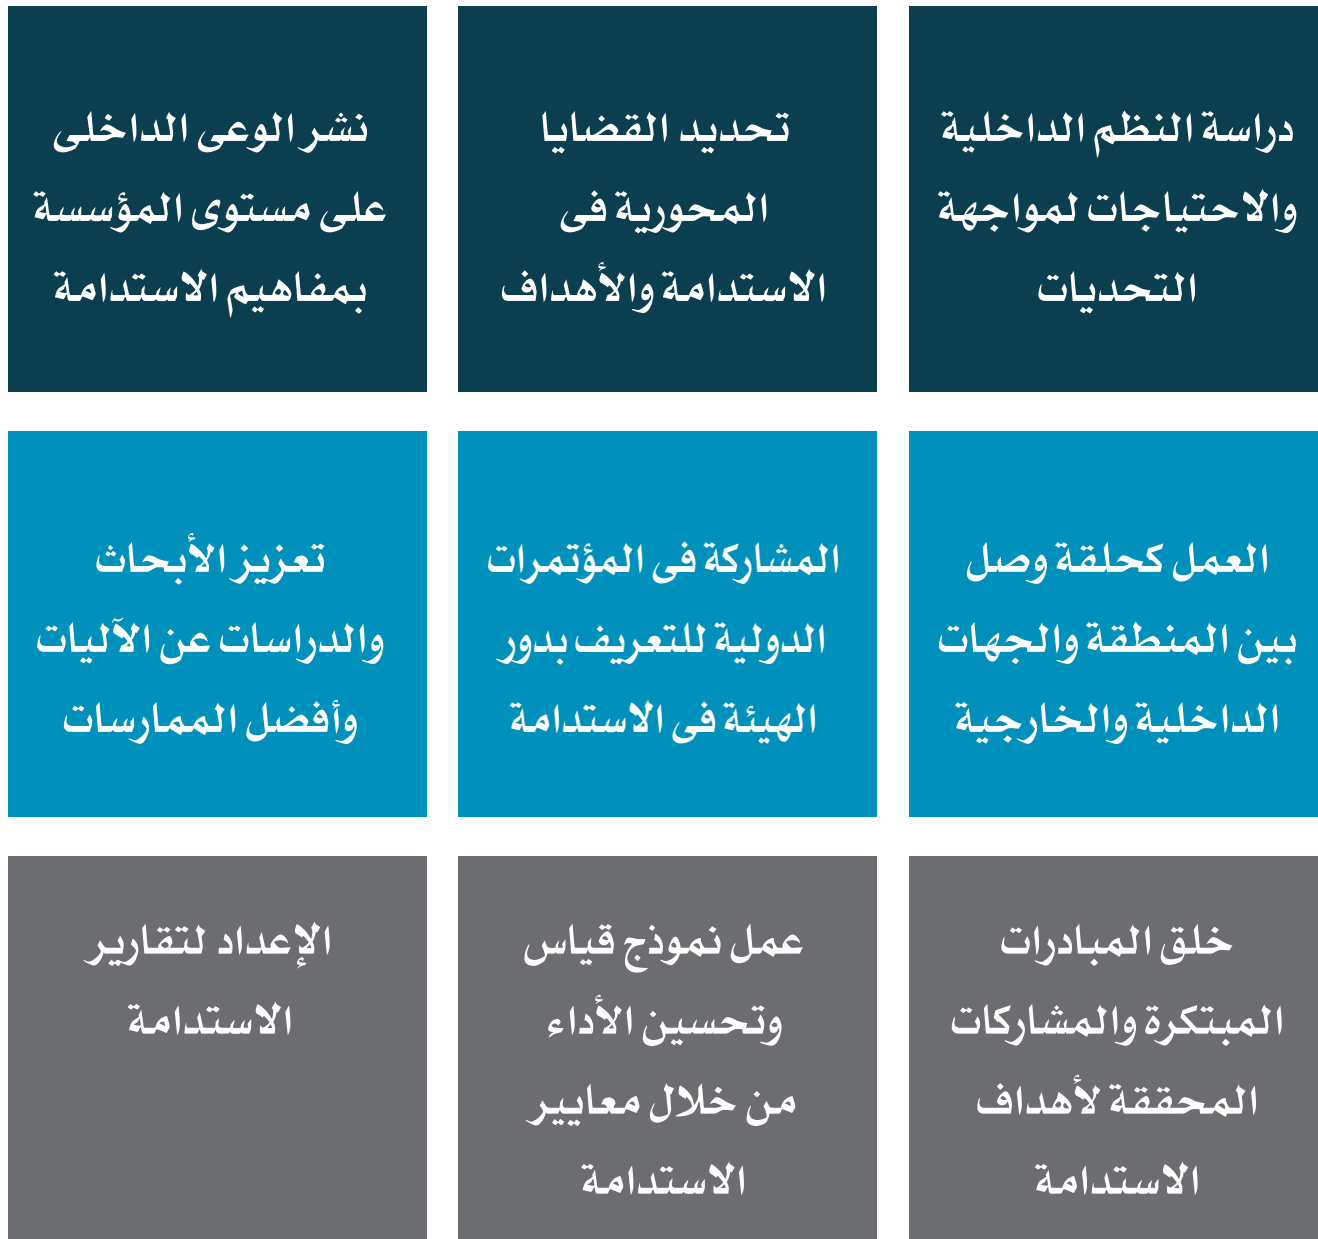 دراسة النظم الداخلية
والاحتياجات لمواجهة
التحديات
تحديد القضايا
المحورية فى
الاستدامة والأهداف
نشر الوعى الداخلى
على مستوى المؤسسة
بمفاهيم الاستدامة
العمل كحلقة وصل
بين المنطقة والجهات
الداخلية والخارجية
المشاركة فى المؤتمرات
الدولية للتعريف بدور
الهيئة فى الاستدامة
تعزيز الأبحاث
والدراسات عن الآليات
وأفضل الممارسات
خلق المبادرات
المبتكرة والمشاركات
المحققة لأهداف
الاستدامة
عمل نموذج قياس
وتحسين الأداء
من خلال معايير
الاستدامة
الإعداد لتقارير
الاستدامة